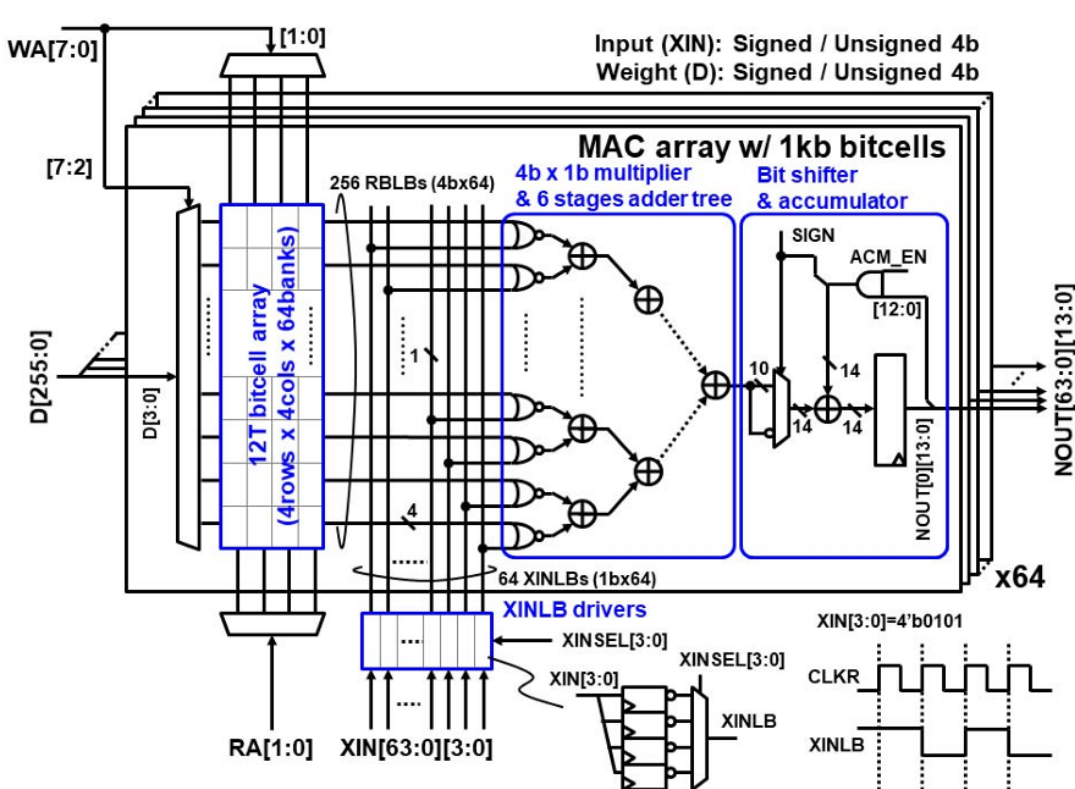 WA[7:0]
[1:0]
Input (XIN): Signed / Unsigned 4b
Weight (D): Signed / Unsigned 4b
[7:2]
MAC array w/ 1kb bitcells
256 RBLBs (4bx64)
4b x 1b multiplier
& 6 stages adder tree
Bit shifter
& accumulator
SIGN
ACM_EN
[12:0]
12T bitcell array
(4rows x 4cols x 64banks)
D[255:0]
D[3:0]
1
4
10
14
14
14
NOUT[0][13:0]
NOUT[63:0][13:0]
64 XINLBs (1bx64)
x64
XINLB drivers
XINSEL[3:0]
XIN[3:0]
XINSEL[3:0]
XINLB
RA[1:0]
XIN[63:0][3:0]
XIN[3:0]=4'b0101
CLKR
XINLB